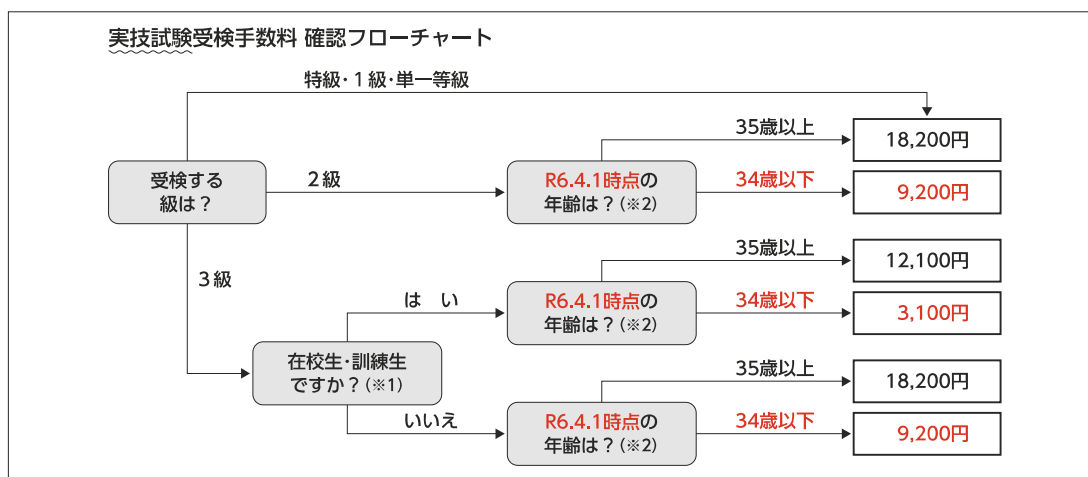 実技試験受検手数料 確認フローチャート
特級・1級・単一等級
35歳以上
18,200円
受検する
級は？
2級
R6.4.1時点の
年齢は？(※2)
34歳以下
9,200円
3級
35歳以上
12,100円
は　い
R6.4.1時点の
年齢は？(※2)
34歳以下
3,100円
在校生・訓練生
ですか？(※1)
35歳以上
18,200円
いいえ
R6.4.1時点の
年齢は？(※2)
34歳以下
9,200円